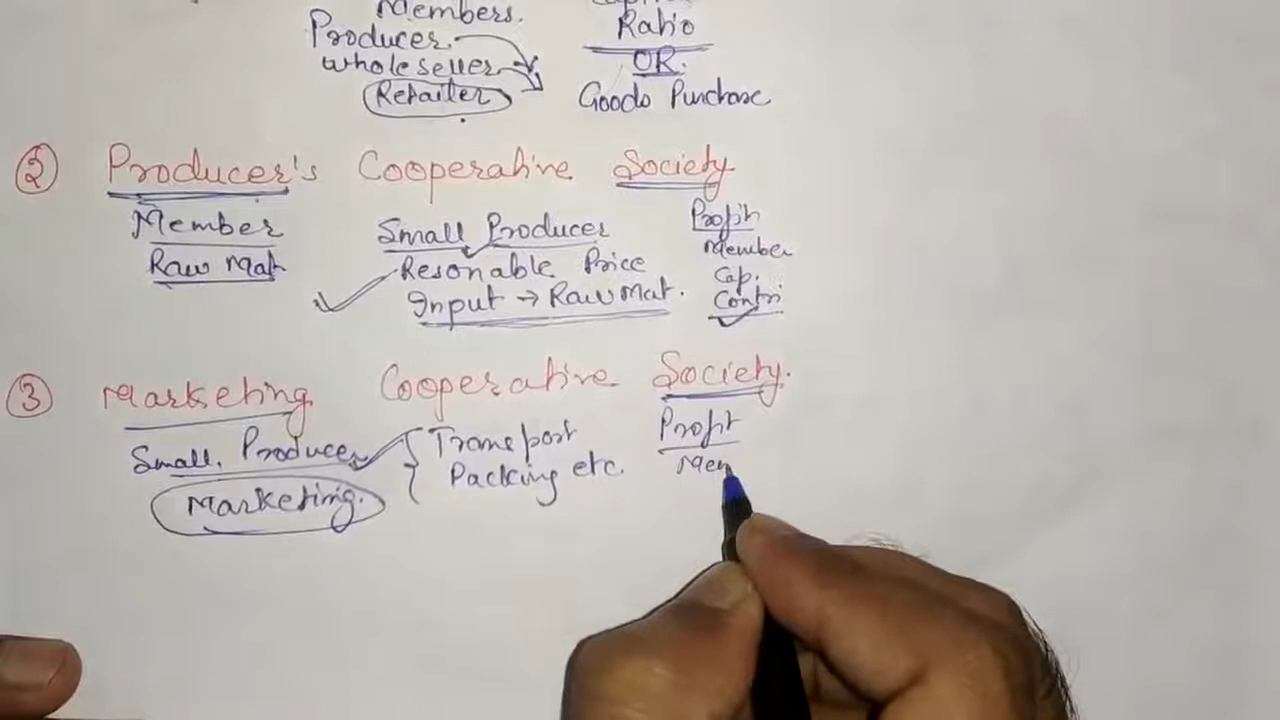 Members.
Producer
wholeseller
Retailer
Ratio
OR.
Goods Purchase
② Producer's Cooperative Society
Member
Raw Mat
Small Producer
Resonable Price
Input → Raw Mat.
Profit
Member
Cap.
Contri
③ Marketing Cooperative Society.
Small Producer
Marketing.
Transport
Packing etc.
Profit
Mem